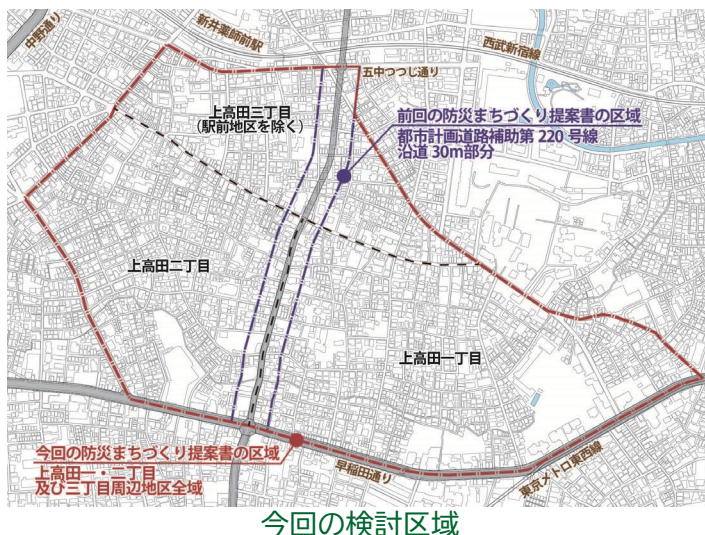 中野通り
新井薬師前駅
西武新宿線
五中つつじ通り
上高田三丁目
(駅前地区を除く)
前回の防災まちづくり提案書の区域
都市計画道路補助第220号線
沿道30m部分
上高田二丁目
上高田一丁目
今回の防災まちづくり提案書の区域
上高田一・二丁目
及び三丁目周辺地区全域
早稲田通り
東京メトロ東西線
今回の検討区域